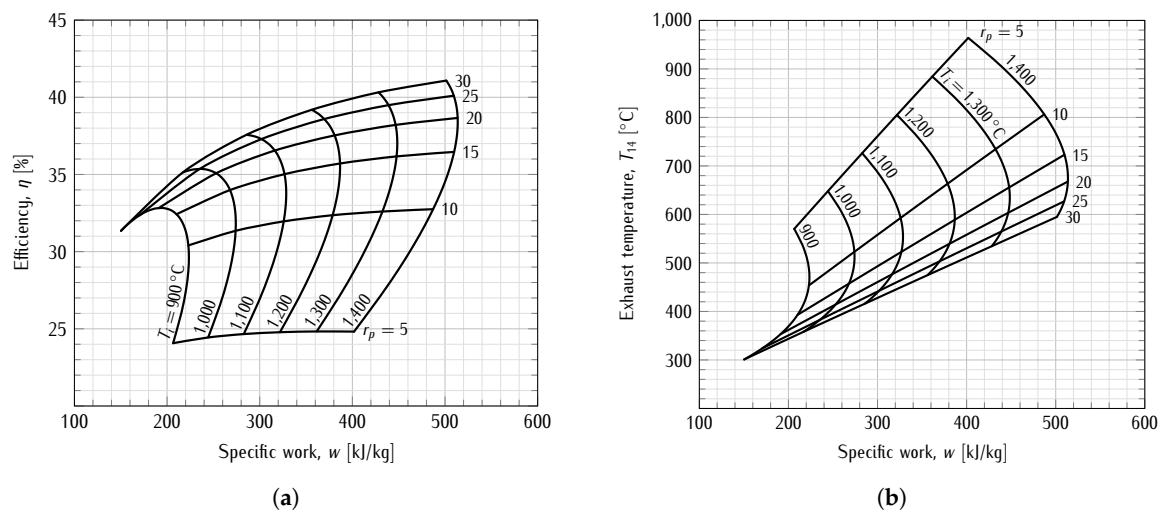 45
40
35
30
25
Efficiency, η [%]
30
25
20
15
10
r_p = 5
T_i = 900 °C
1,000
1,100
1,200
1,300
1,400
100 200 300 400 500 600
Specific work, w [kJ/kg]
(a)
1,000
900
800
700
600
500
400
300
Exhaust temperature, T_14 [°C]
r_p = 5
1,400
T_i = 1,300 °C
1,200
1,100
1,000
900
10
15
20
25
30
100 200 300 400 500 600
Specific work, w [kJ/kg]
(b)